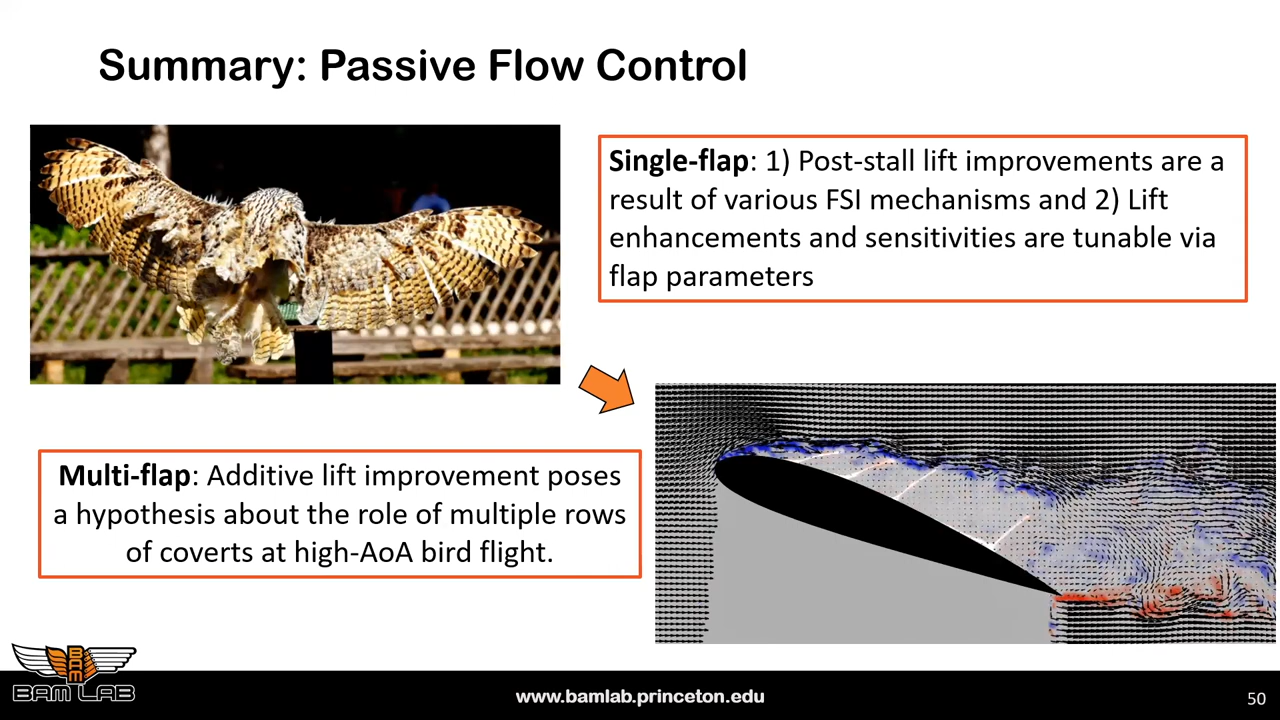 Summary: Passive Flow Control
Single-flap: 1) Post-stall lift improvements are a
result of various FSI mechanisms and 2) Lift
enhancements and sensitivities are tunable via
flap parameters
Multi-flap: Additive lift improvement poses
a hypothesis about the role of multiple rows
of coverts at high-AoA bird flight.
BAM
BAM LAB
www.bamlab.princeton.edu
50